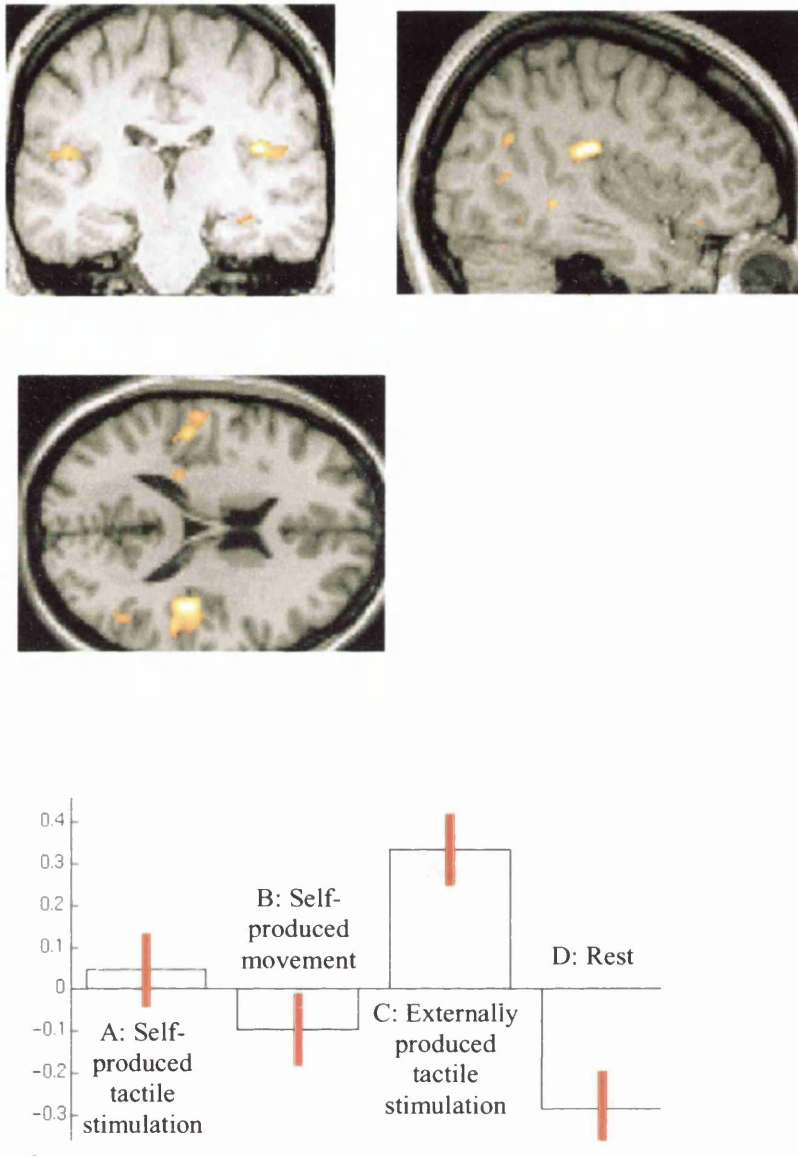 0.4
0.3
0.2
0.1
0
-0.1
-0.2
-0.3
A: Self-
produced
tactile
stimulation
B: Self-
produced
movement
C: Externally
produced
tactile
stimulation
D: Rest